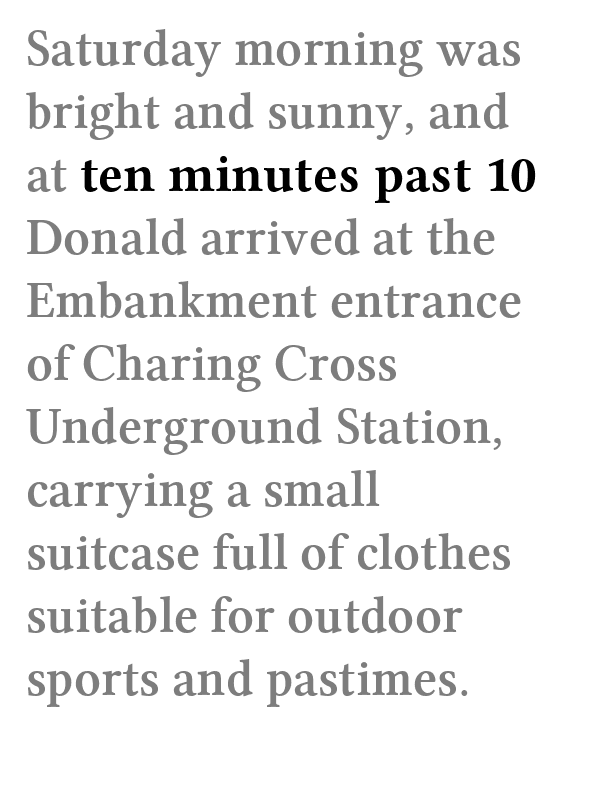 Saturday morning was
bright and sunny, and
at ten minutes past 10
Donald arrived at the
Embankment entrance
of Charing Cross
Underground Station,
carrying a small
suitcase full of clothes
suitable for outdoor
sports and pastimes.